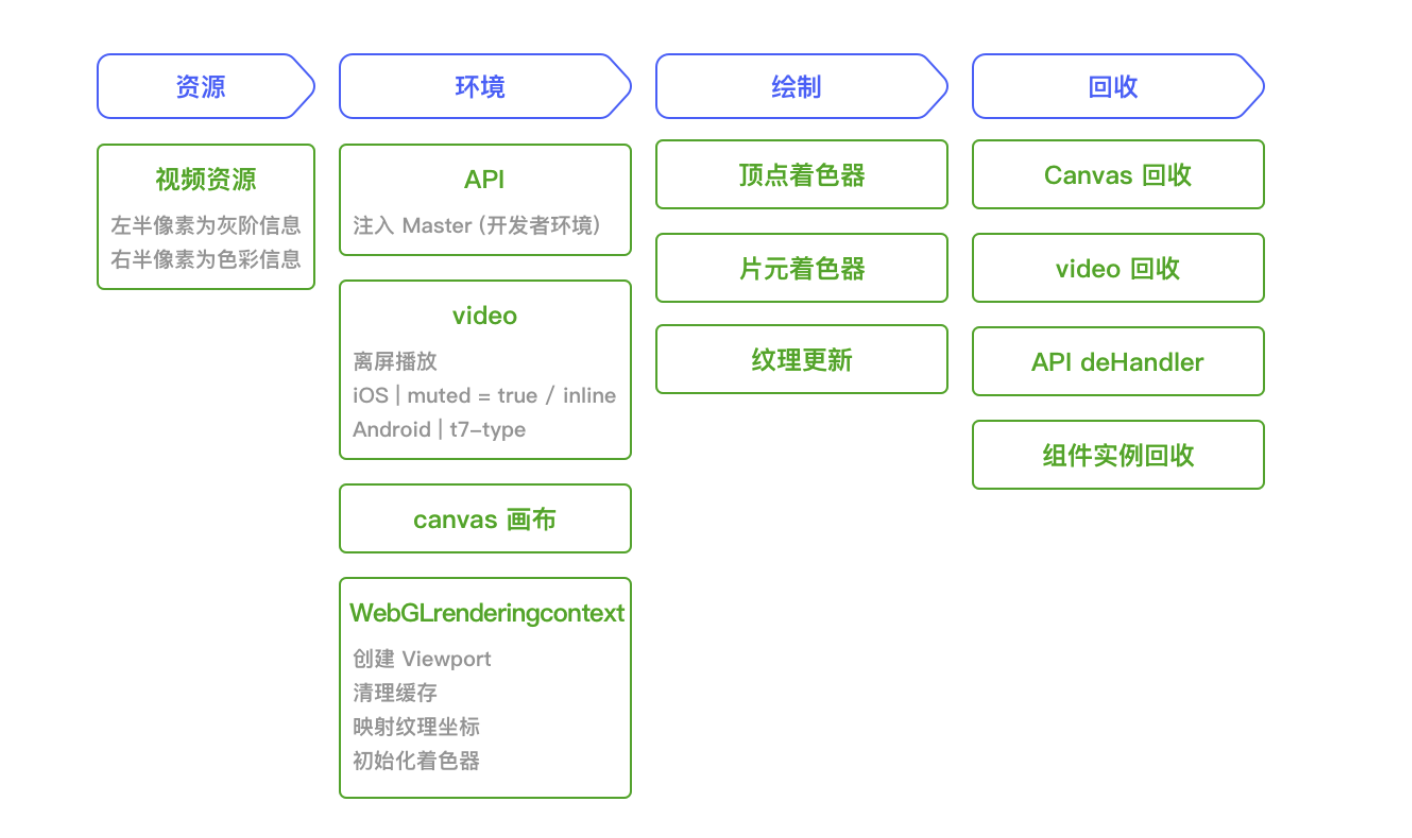 资源
环境
绘制
回收
视频资源
左半像素为灰阶信息
右半像素为色彩信息
API
注入 Master (开发者环境)
video
离屏播放
iOS | muted = true / inline
Android | t7-type
canvas 画布
WebGLrenderingcontext
创建 Viewport
清理缓存
映射纹理坐标
初始化着色器
顶点着色器
片元着色器
纹理更新
Canvas 回收
video 回收
API deHandler
组件实例回收